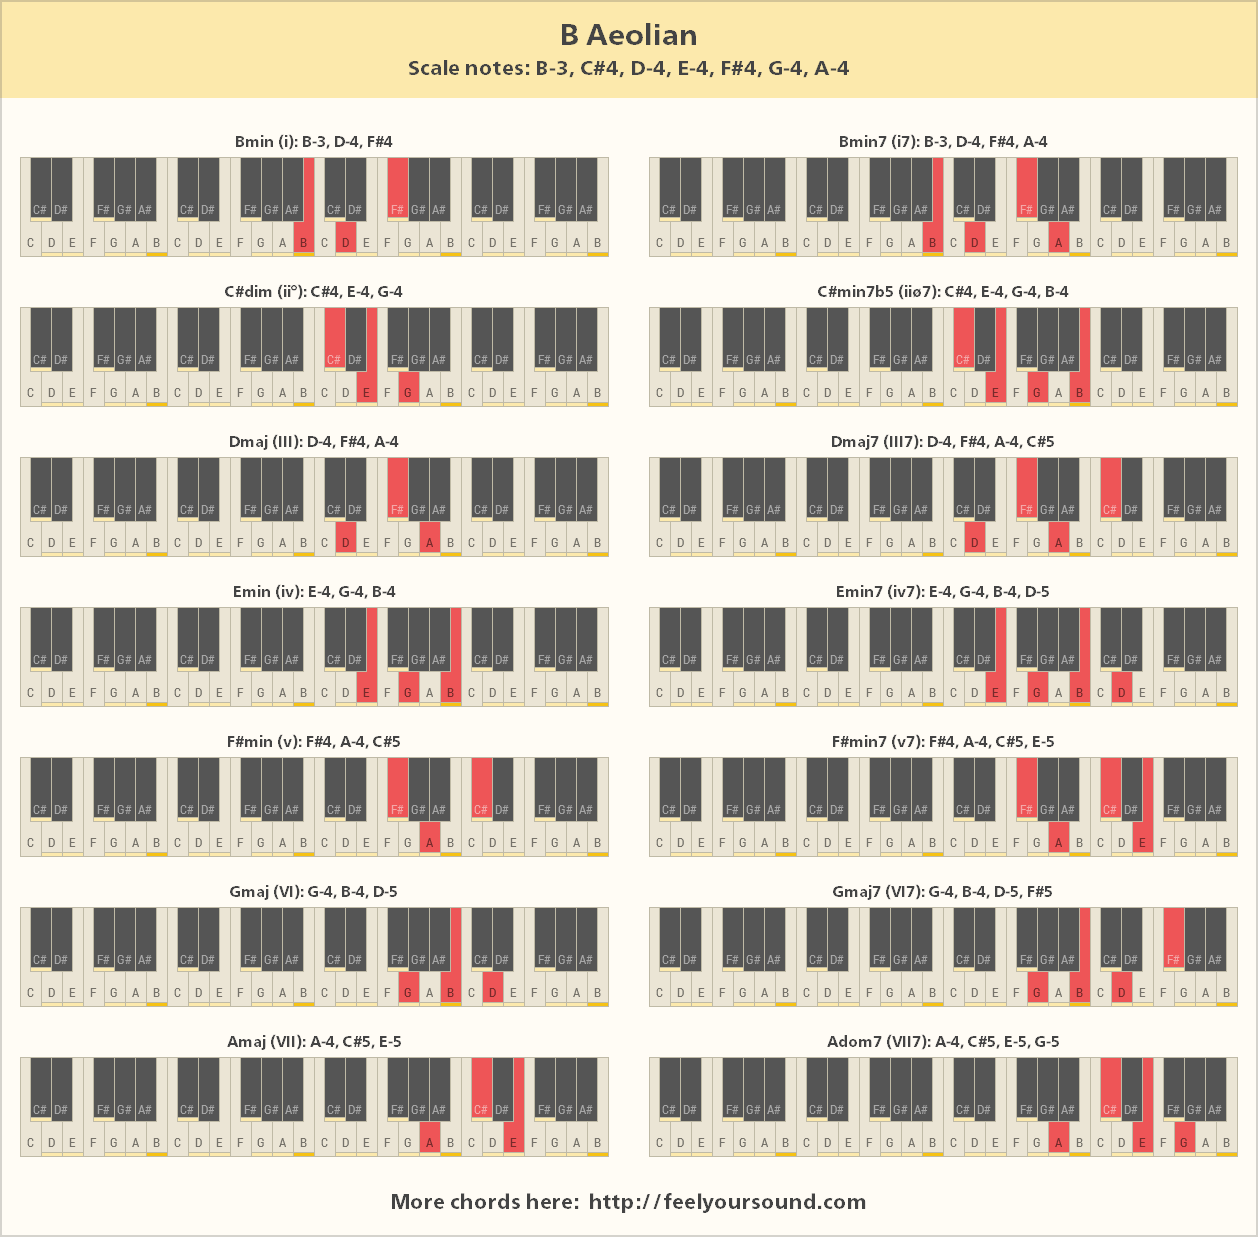 B Aeolian
Scale notes: B-3, C#4, D-4, E-4, F#4, G-4, A-4
Bmin (i): B-3, D-4, F#4
C# D# F# G# A# C# D# F# G# A# C# D# F# G# A# C# D# F# G# A#
C D E F G A B C D E F G A B C D E F G A B C D E F G A B
Bmin7 (i7): B-3, D-4, F#4, A-4
C# D# F# G# A# C# D# F# G# A# C# D# F# G# A# C# D# F# G# A#
C D E F G A B C D E F G A B C D E F G A B C D E F G A B
C#dim (ii°): C#4, E-4, G-4
C# D# F# G# A# C# D# F# G# A# C# D# F# G# A# C# D# F# G# A#
C D E F G A B C D E F G A B C D E F G A B C D E F G A B
C#min7b5 (iiø7): C#4, E-4, G-4, B-4
C# D# F# G# A# C# D# F# G# A# C# D# F# G# A# C# D# F# G# A#
C D E F G A B C D E F G A B C D E F G A B C D E F G A B
Dmaj (III): D-4, F#4, A-4
C# D# F# G# A# C# D# F# G# A# C# D# F# G# A# C# D# F# G# A#
C D E F G A B C D E F G A B C D E F G A B C D E F G A B
Dmaj7 (III7): D-4, F#4, A-4, C#5
C# D# F# G# A# C# D# F# G# A# C# D# F# G# A# C# D# F# G# A#
C D E F G A B C D E F G A B C D E F G A B C D E F G A B
Emin (iv): E-4, G-4, B-4
C# D# F# G# A# C# D# F# G# A# C# D# F# G# A# C# D# F# G# A#
C D E F G A B C D E F G A B C D E F G A B C D E F G A B
Emin7 (iv7): E-4, G-4, B-4, D-5
C# D# F# G# A# C# D# F# G# A# C# D# F# G# A# C# D# F# G# A#
C D E F G A B C D E F G A B C D E F G A B C D E F G A B
F#min (v): F#4, A-4, C#5
C# D# F# G# A# C# D# F# G# A# C# D# F# G# A# C# D# F# G# A#
C D E F G A B C D E F G A B C D E F G A B C D E F G A B
F#min7 (v7): F#4, A-4, C#5, E-5
C# D# F# G# A# C# D# F# G# A# C# D# F# G# A# C# D# F# G# A#
C D E F G A B C D E F G A B C D E F G A B C D E F G A B
Gmaj (VI): G-4, B-4, D-5
C# D# F# G# A# C# D# F# G# A# C# D# F# G# A# C# D# F# G# A#
C D E F G A B C D E F G A B C D E F G A B C D E F G A B
Gmaj7 (VI7): G-4, B-4, D-5, F#5
C# D# F# G# A# C# D# F# G# A# C# D# F# G# A# C# D# F# G# A#
C D E F G A B C D E F G A B C D E F G A B C D E F G A B
Amaj (VII): A-4, C#5, E-5
C# D# F# G# A# C# D# F# G# A# C# D# F# G# A# C# D# F# G# A#
C D E F G A B C D E F G A B C D E F G A B C D E F G A B
Adom7 (VII7): A-4, C#5, E-5, G-5
C# D# F# G# A# C# D# F# G# A# C# D# F# G# A# C# D# F# G# A#
C D E F G A B C D E F G A B C D E F G A B C D E F G A B
More chords here: http://feelyoursound.com